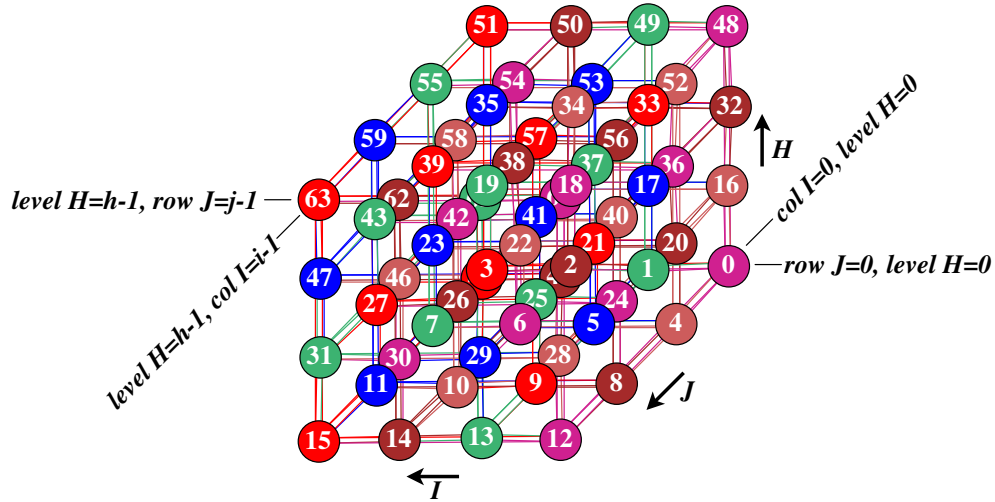 51 50 49 48
55 54 53 52
35 34 33 32
59 58 57 56
H
col I=0, level H=0
39 38 37 36
19 18 17 16
level H=h-1, row J=j-1
63 62
43 42 41 40
23 22 21 20
3 2 1 0
row J=0, level H=0
47 46
level H=h-1, col I=i-1
27 26 25 24
7 6 5 4
31 30 29 28
11 10 9 8
J
15 14 13 12
I